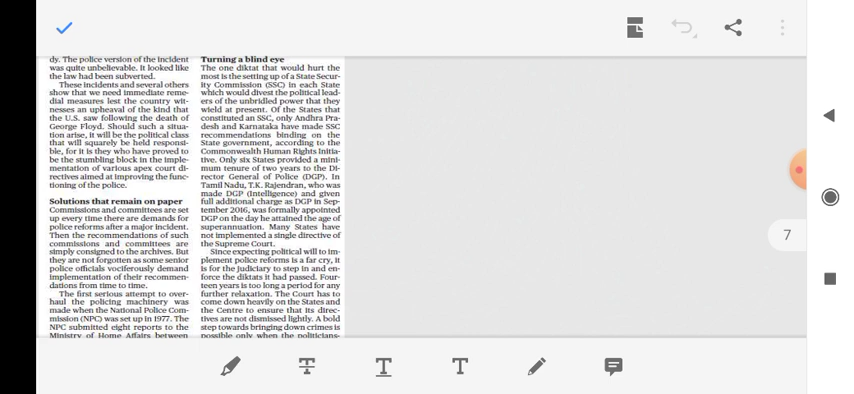 dy. The police version of the incident
was quite unbelievable. It looked like
the law had been subverted.
These incidents and several others
show that we need immediate reme-
dial measures lest the country wit-
nesses an upheaval of the kind that
the U.S. saw following the death of
George Floyd. Should such a situa-
tion arise, it will be the political class
that will squarely be held responsi-
ble, for it is they who have proved to
be the stumbling block in the imple-
mentation of various apex court di-
rectives aimed at improving the func-
tioning of the police.
Solutions that remain on paper
Commissions and committees are set
up every time there are demands for
police reforms after a major incident.
Then the recommendations of such
commissions and committees are
simply consigned to the archives. But
they are not forgotten as some senior
police officials vociferously demand
implementation of their recommen-
dations from time to time.
The first serious attempt to over-
haul the policing machinery was
made when the National Police Com-
mission (NPC) was set up in 1977. The
NPC submitted eight reports to the
Ministry of Home Affairs between
Turning a blind eye
The one diktat that would hurt the
most is the setting up of a State Secur-
ity Commission (SSC) in each State
which would divest the political lead-
ers of the unbridled power that they
wield at present. Of the States that
constituted an SSC, only Andhra Pra-
desh and Karnataka have made SSC
recommendations binding on the
State government, according to the
Commonwealth Human Rights Initia-
tive. Only six States provided a mini-
mum tenure of two years to the Di-
rector General of Police (DGP). In
Tamil Nadu, T.K. Rajendran, who was
made DGP (Intelligence) and given
full additional charge as DGP in Sep-
tember 2016, was formally appointed
DGP on the day he attained the age of
superannuation. Many States have
not implemented a single directive of
the Supreme Court.
Since expecting political will to im-
plement police reforms is a far cry, it
is for the judiciary to step in and en-
force the diktats it had passed. Four-
teen years is too long a period for any
further relaxation. The Court has to
come down heavily on the States and
the Centre to ensure that its direc-
tives are not dismissed lightly. A bold
step towards bringing down crimes is
possible only when the politicians-
7
T
T
T